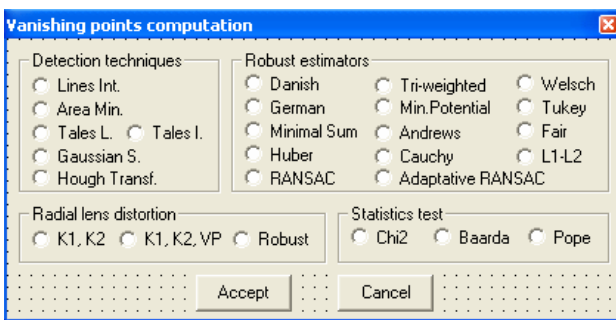 Vanishing points computation
Detection techniques
Lines Int.
Area Min.
Tales L. Tales I.
Gaussian S.
Hough Transf.
Robust estimators
Danish Tri-weighted Welsch
German Min.Potential Tukey
Minimal Sum Andrews Fair
Huber Cauchy L1-L2
RANSAC Adaptative RANSAC
Radial lens distortion
K1, K2 K1, K2, VP Robust
Statistics test
Chi2 Baarda Pope
Accept Cancel